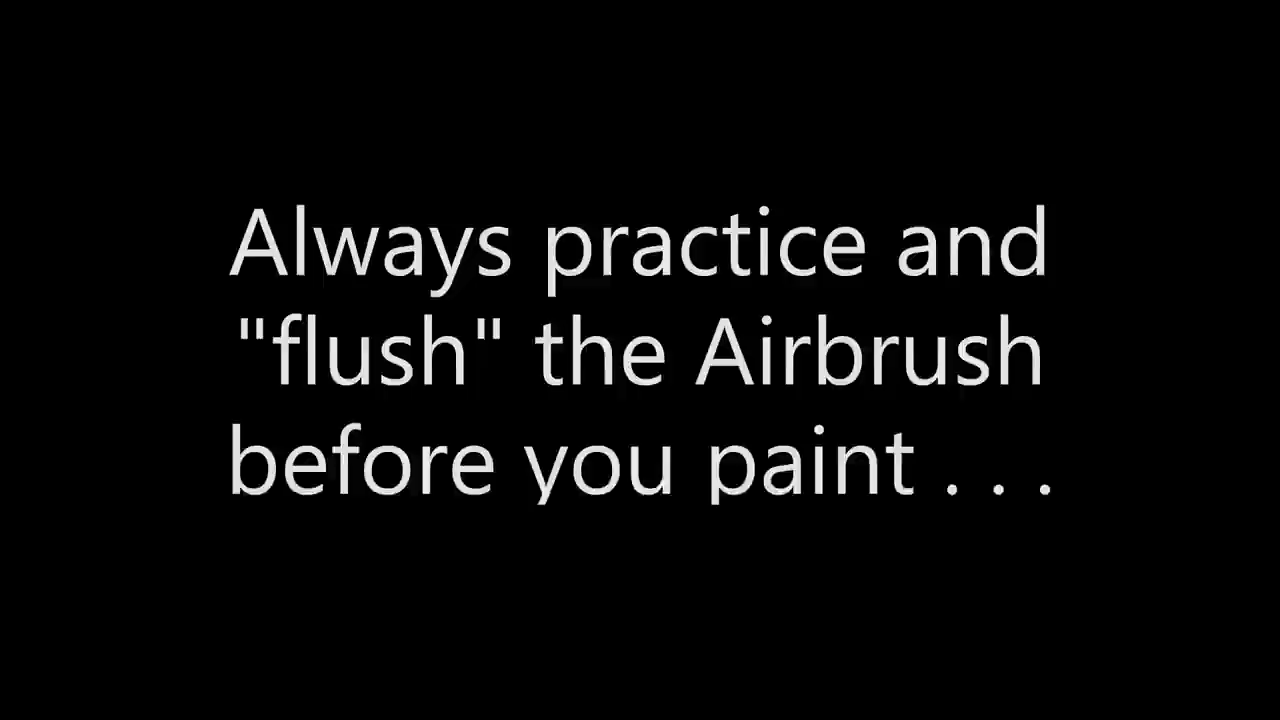 Always practice and
"flush" the Airbrush
before you paint . . .